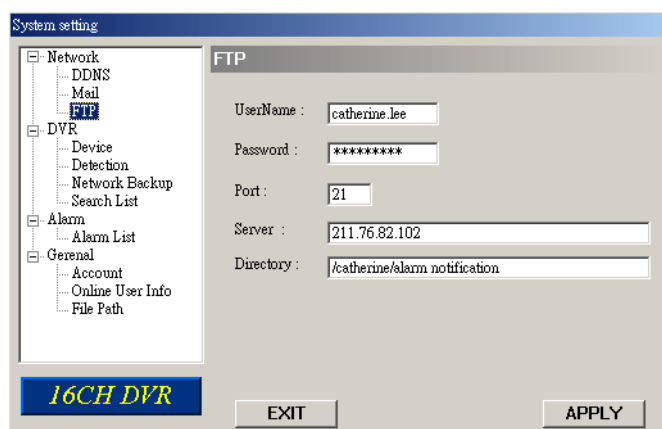 System setting
Network
DDNS
Mail
FTP
DVR
Device
Detection
Network Backup
Search List
Alarm
Alarm List
Gerenal
Account
Online User Info
File Path
16CH DVR
FTP
UserName : catherine.lee
Password : *********
Port : 21
Server : 211.76.82.102
Directory : /catherine/alarm notification
EXIT APPLY